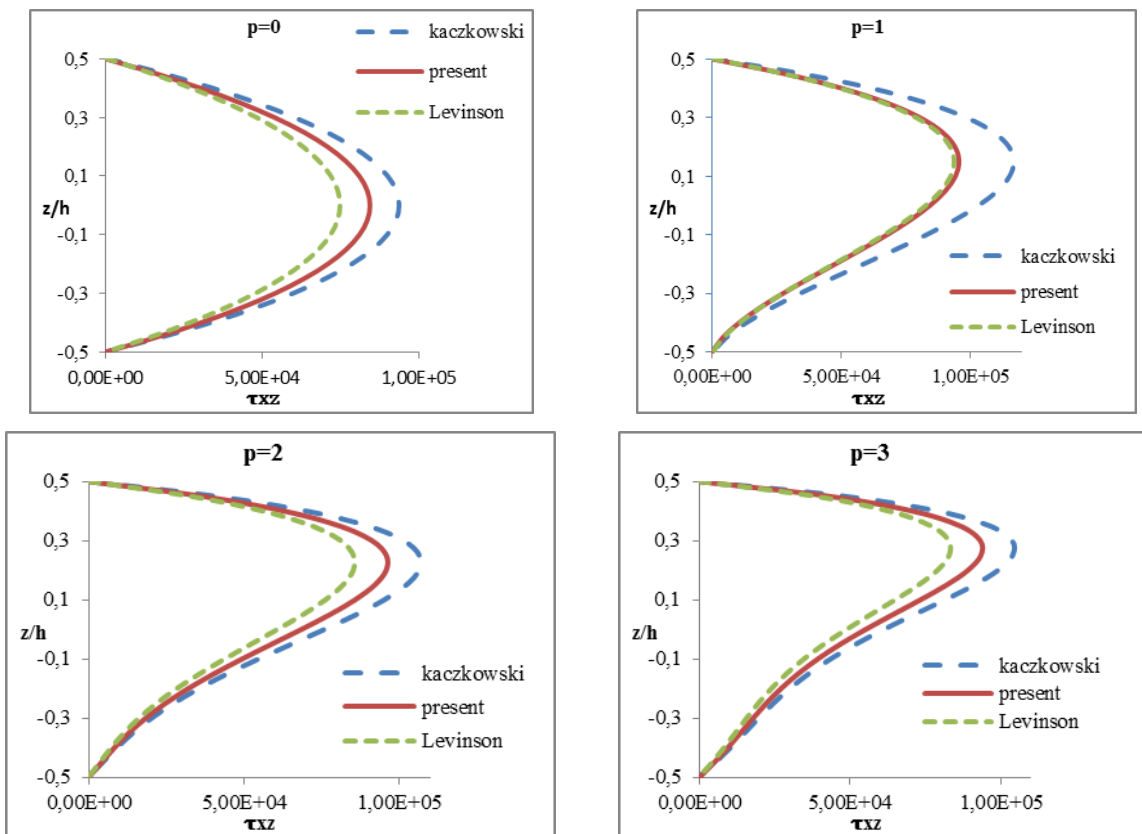 p=0
kaczkowski
present
Levinson
0,5
0,3
0,1
z/h
-0,1
-0,3
-0,5
0,00E+00 5,00E+04 1,00E+05
τxz
p=1
0,5
0,3
0,1
z/h
-0,1
-0,3
-0,5
kaczkowski
present
Levinson
0,00E+00 5,00E+04 1,00E+05
τxz
p=2
0,5
0,3
0,1
z/h
-0,1
-0,3
-0,5
kaczkowski
present
Levinson
0,00E+00 5,00E+04 1,00E+05
τxz
p=3
0,5
0,3
0,1
z/h
-0,1
-0,3
-0,5
kaczkowski
present
Levinson
0,00E+00 5,00E+04 1,00E+05
τxz